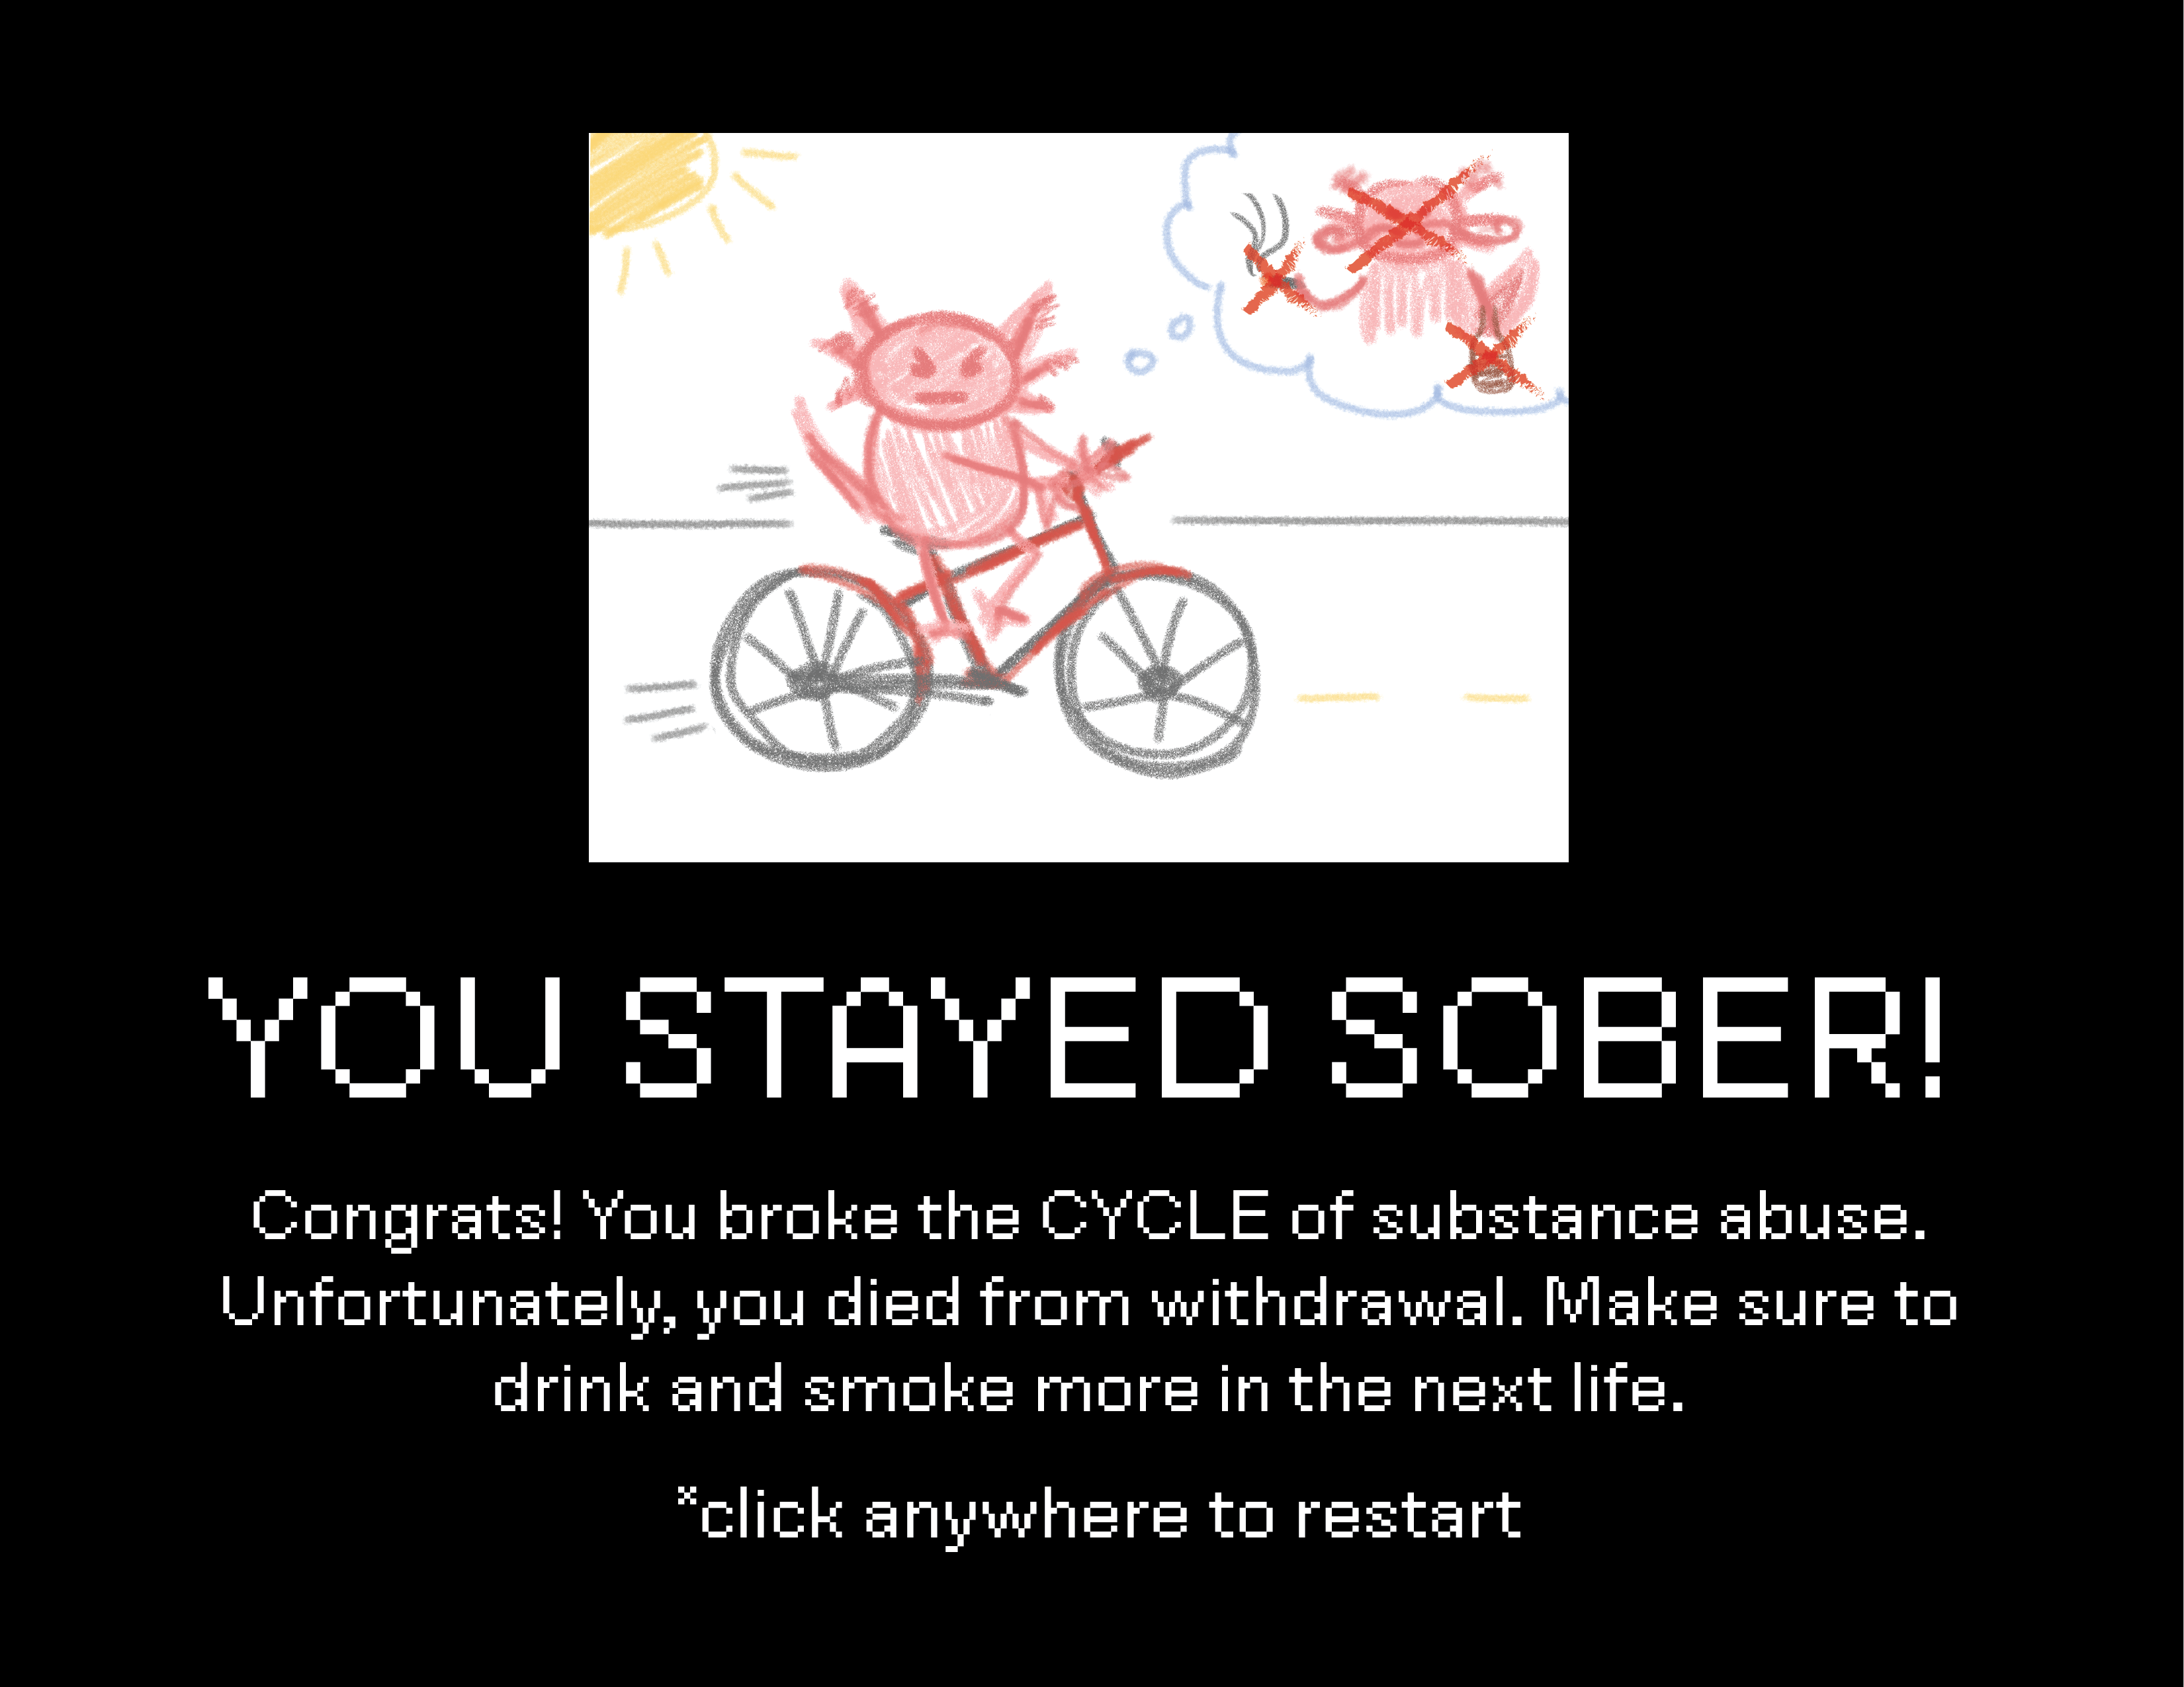 YOU STAYED SOBER!
Congrats! You broke the CYCLE of substance abuse.
Unfortunately, you died from withdrawal. Make sure to
drink and smoke more in the next life.
*click anywhere to restart